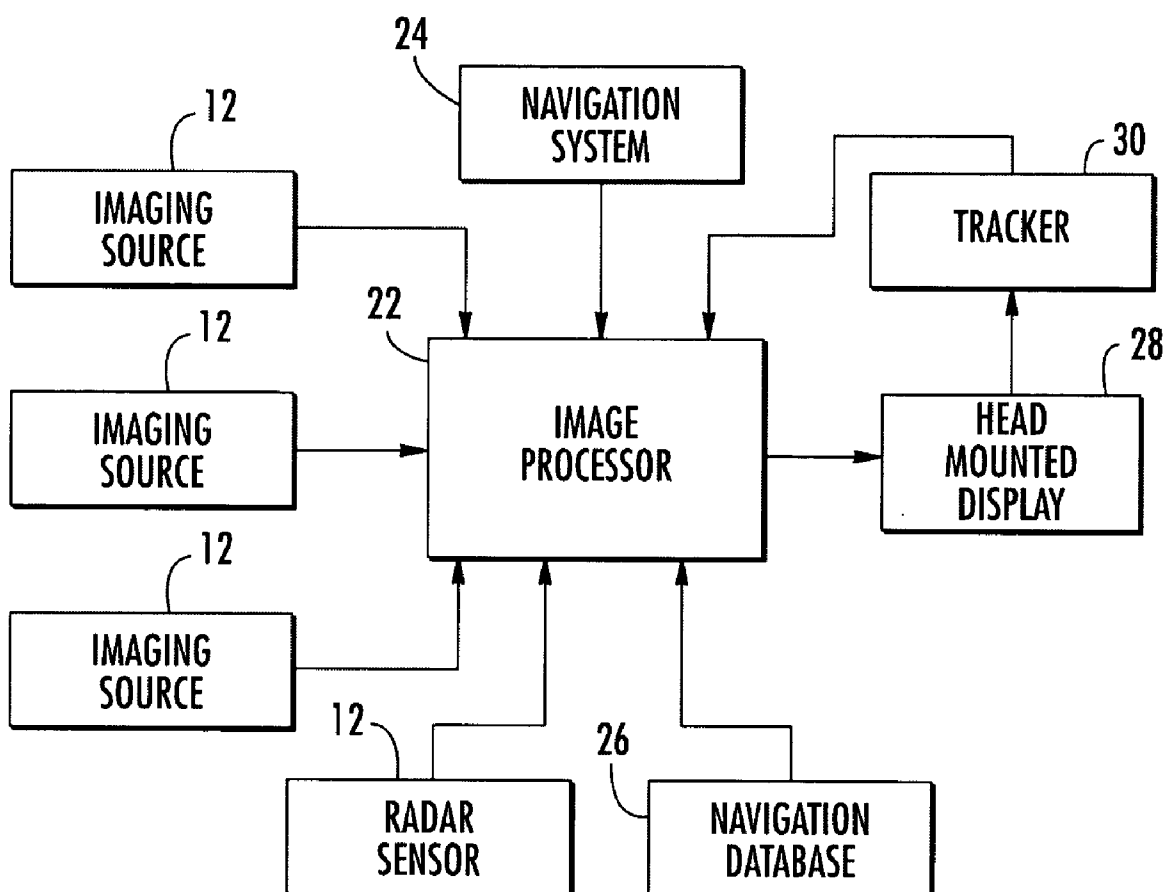 24
NAVIGATION
SYSTEM
12
IMAGING
SOURCE
30
TRACKER
22
12
IMAGING
SOURCE
IMAGE
PROCESSOR
28
HEAD
MOUNTED
DISPLAY
12
IMAGING
SOURCE
12
RADAR
SENSOR
26
NAVIGATION
DATABASE